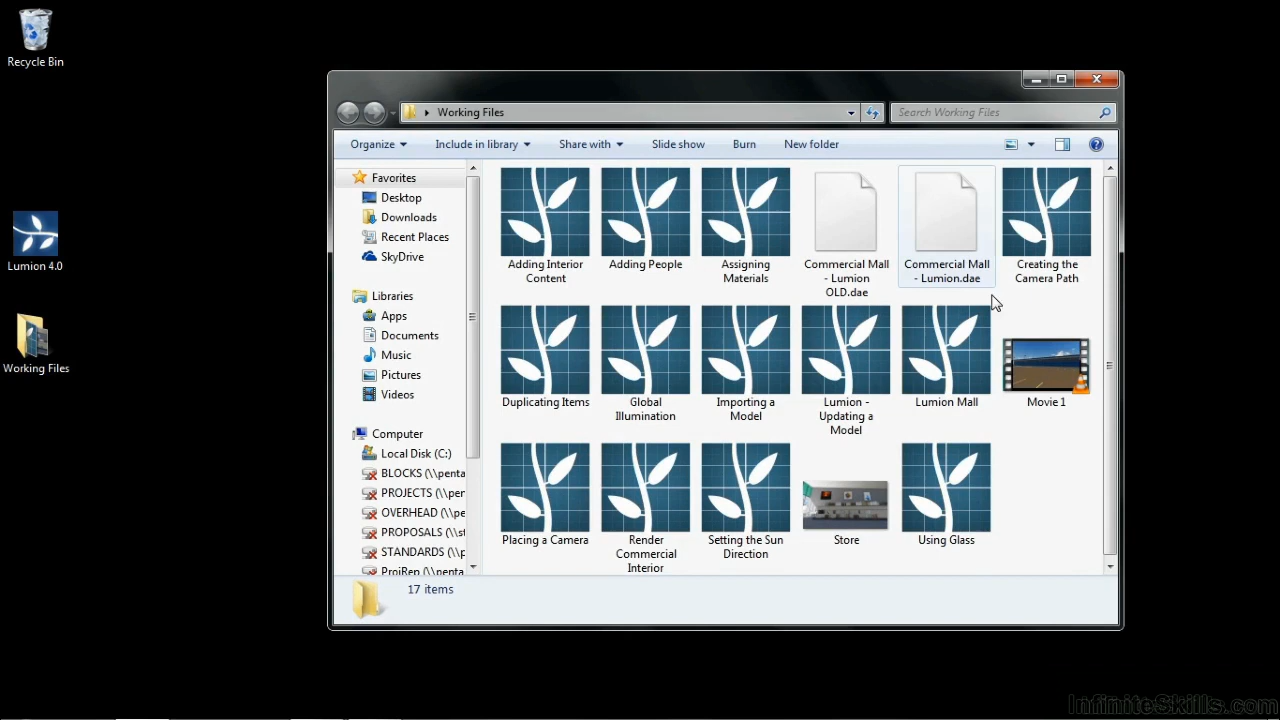 Recycle Bin
Lumion 4.0
Working Files
Working Files
Search Working Files
Organize
Include in library
Share with
Slide show
Burn
New folder
Favorites
Desktop
Downloads
Recent Places
SkyDrive
Libraries
Apps
Documents
Music
Pictures
Videos
Computer
Local Disk (C:)
BLOCKS (\\penta
PROJECTS (\\pen
OVERHEAD (\\pe
PROPOSALS (\\st
STANDARDS (\\p
ProjRep (\\penta
Adding Interior
Content
Adding People
Assigning
Materials
Commercial Mall
- Lumion
OLD.dae
Commercial Mall
- Lumion.dae
Creating the
Camera Path
Duplicating Items
Global
Illumination
Importing a
Model
Lumion -
Updating a
Model
Lumion Mall
Movie 1
Placing a Camera
Render
Commercial
Interior
Setting the Sun
Direction
Store
Using Glass
17 items
InfiniteSkills.com